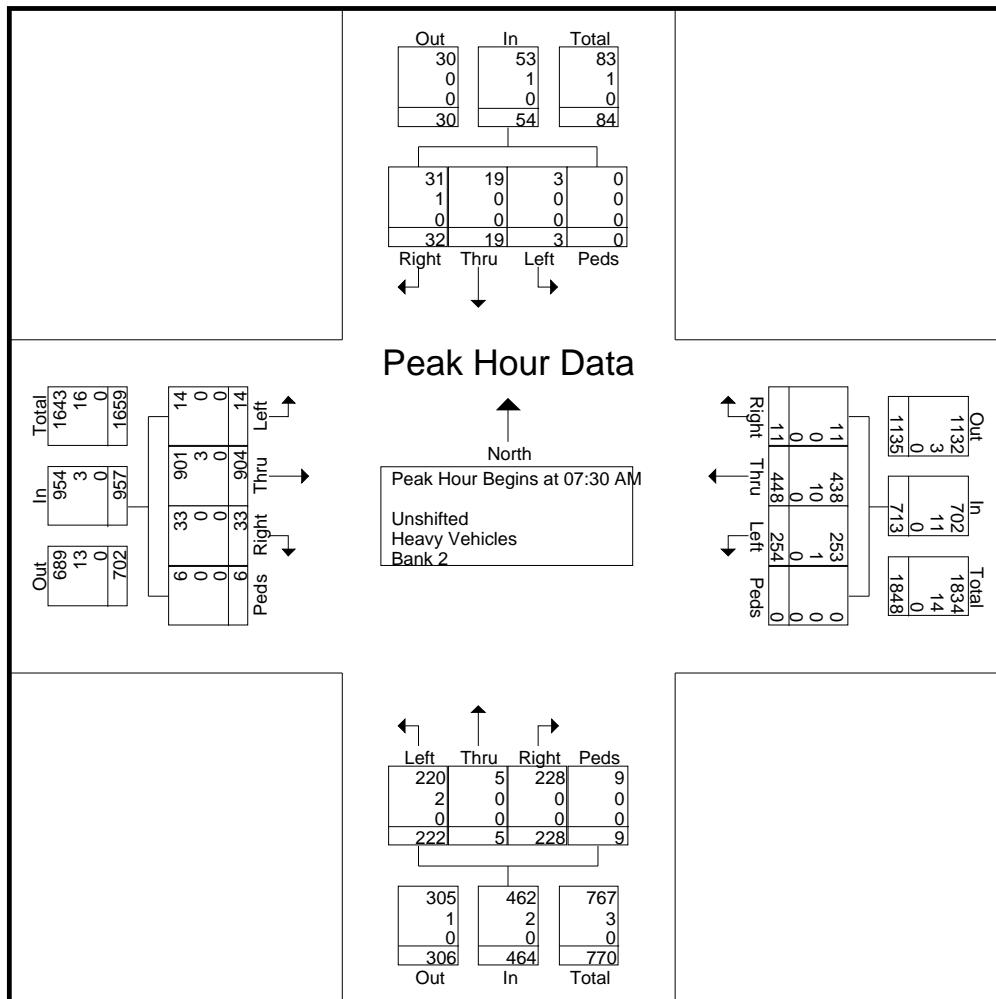 Out In Total
30 53 83
0 1 1
0 0 0
30 54 84
31 19 3 0
1 0 0 0
0 0 0 0
32 19 3 0
Right Thru Left Peds
Peak Hour Data
North
Peak Hour Begins at 07:30 AM
Unshifted
Heavy Vehicles
Bank 2
Total
1643
16
0
1659
In
954
3
0
957
Out
689
13
0
702
14
0
0
14
Left
901
3
0
904
Thru
33
0
0
33
Right
6
0
0
6
Peds
Right
11
0
0
11
Thru
448
0
10
438
Left
254
0
1
253
Peds
0
0
0
0
Out
1132
3
0
1135
In
702
11
0
713
Total
1834
14
0
1848
Left Thru Right Peds
220 5 228 9
2 0 0 0
0 0 0 0
222 5 228 9
305 462 767
1 2 3
0 0 0
306 464 770
Out In Total